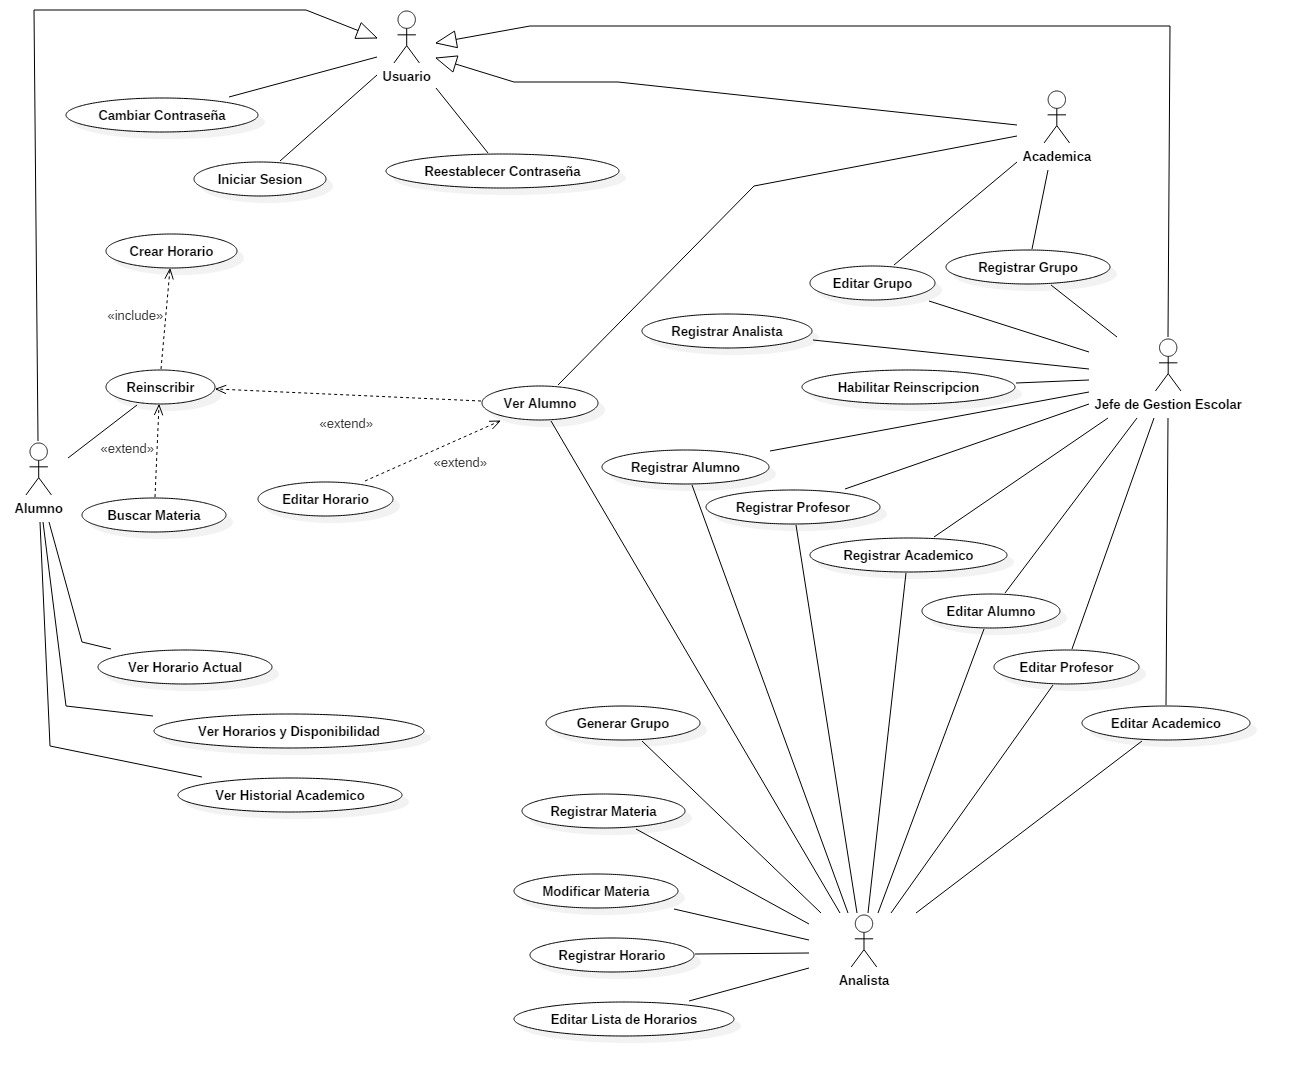 Usuario
Cambiar Contraseña
Iniciar Sesion
Reestablecer Contraseña
Academica
Crear Horario
Editar Grupo
Registrar Grupo
«include»
Registrar Analista
Reinscribir
Habilitar Reinscripcion
Ver Alumno
Jefe de Gestion Escolar
«extend»
«extend»
«extend»
Registrar Alumno
Alumno
Buscar Materia
Editar Horario
Registrar Profesor
Registrar Academico
Editar Alumno
Ver Horario Actual
Editar Profesor
Ver Horarios y Disponibilidad
Generar Grupo
Editar Academico
Ver Historial Academico
Registrar Materia
Modificar Materia
Registrar Horario
Analista
Editar Lista de Horarios